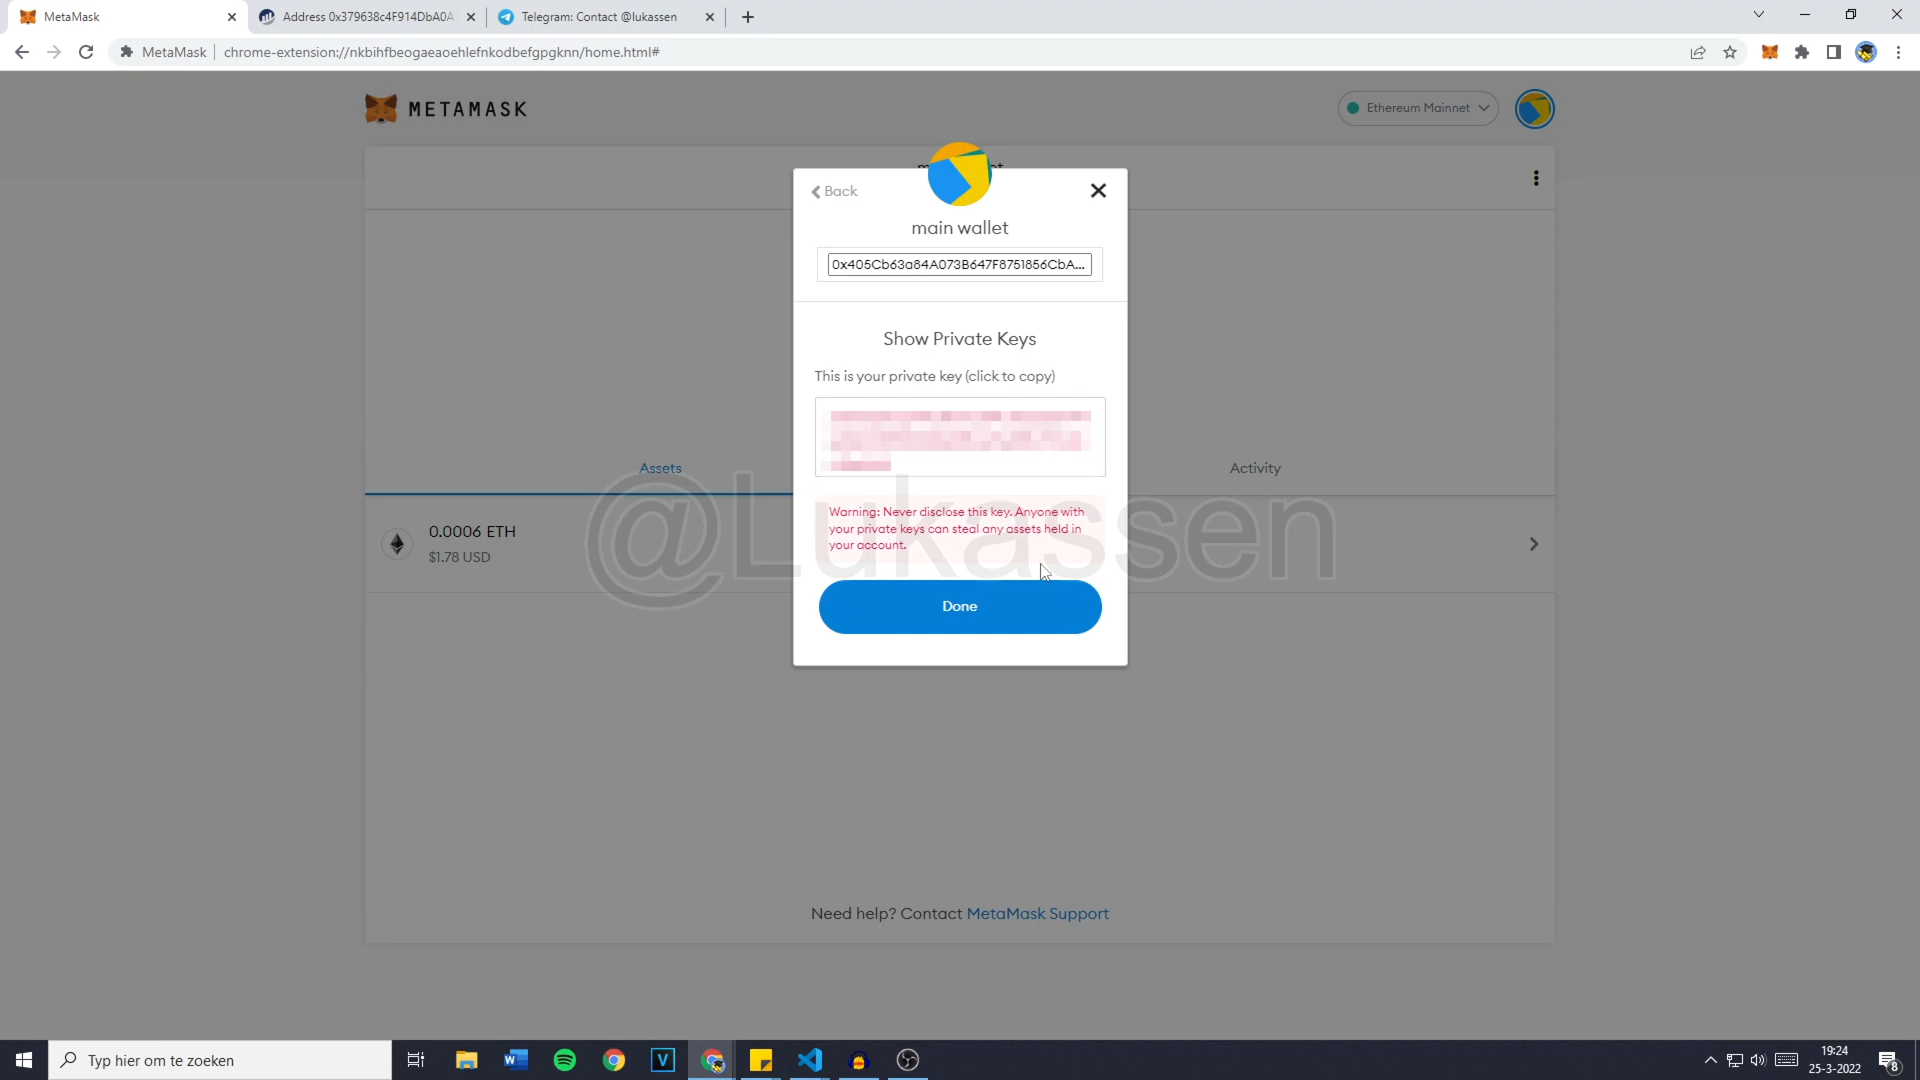 MetaMask
Address 0x379638c4F914DbA0A
Telegram: Contact @lukassen
MetaMask
chrome-extension://nkbihfbeogaeaoehlefnkodbefgpgknn/home.html#
METAMASK
Ethereum Mainnet
Back
main wallet
0x405Cb63a84A073B647F8751856CbA...
Show Private Keys
This is your private key (click to copy)
Assets
Activity
@Lukassen
Warning: Never disclose this key. Anyone with
your private keys can steal any assets held in
your account.
0.0006 ETH
$1.78 USD
Done
Need help? Contact MetaMask Support
Typ hier om te zoeken
19:24
25-3-2022
8